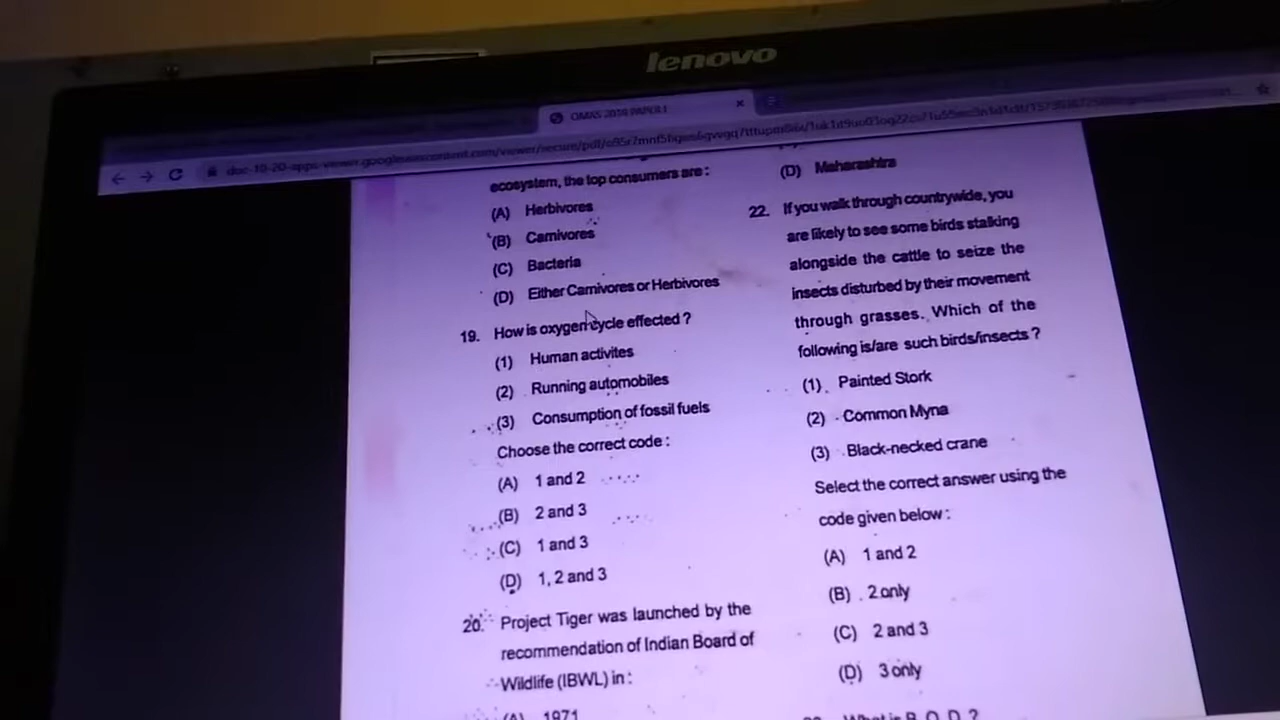 lenovo
OMAS 2019 PAPER I
ecosystem, the top consumers are :
(A) Herbivores
(B) Carnivores
(C) Bacteria
(D) Either Carnivores or Herbivores
19. How is oxygen cycle effected ?
(1) Human activites
(2) Running automobiles
(3) Consumption of fossil fuels
Choose the correct code :
(A) 1 and 2
(B) 2 and 3
(C) 1 and 3
(D) 1, 2 and 3
20. Project Tiger was launched by the
recommendation of Indian Board of
Wildlife (IBWL) in :
(A) 1971
(D) Maharashtra
22. If you walk through countrywide, you
are likely to see some birds stalking
alongside the cattle to seize the
insects disturbed by their movement
through grasses. Which of the
following is/are such birds/insects ?
(1) Painted Stork
(2) Common Myna
(3) Black-necked crane
Select the correct answer using the
code given below :
(A) 1 and 2
(B) 2 only
(C) 2 and 3
(D) 3 only
What is B. O. D. ?